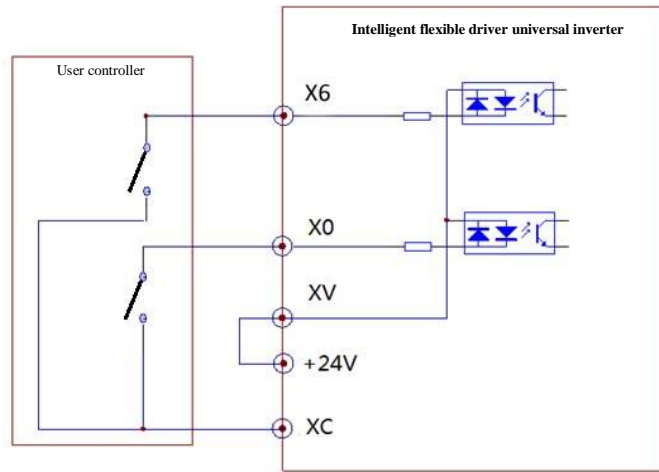 Intelligent flexible driver universal inverter
User controller
X6
X0
XV
+24V
XC